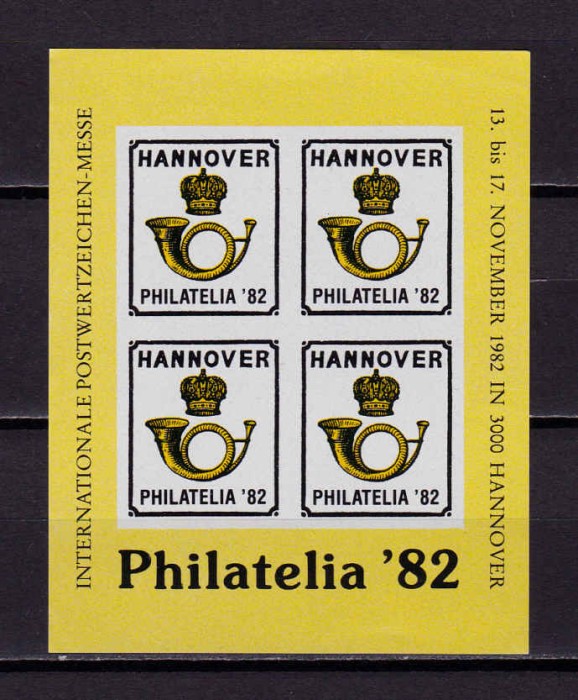 INTERNATIONALE POSTWERTZEICHEN-MESSE
HANNOVER
PHILATELIA '82
HANNOVER
PHILATELIA '82
HANNOVER
PHILATELIA '82
HANNOVER
PHILATELIA '82
13. bis 17. NOVEMBER 1982 IN 3000 HANNOVER
Philatelia '82